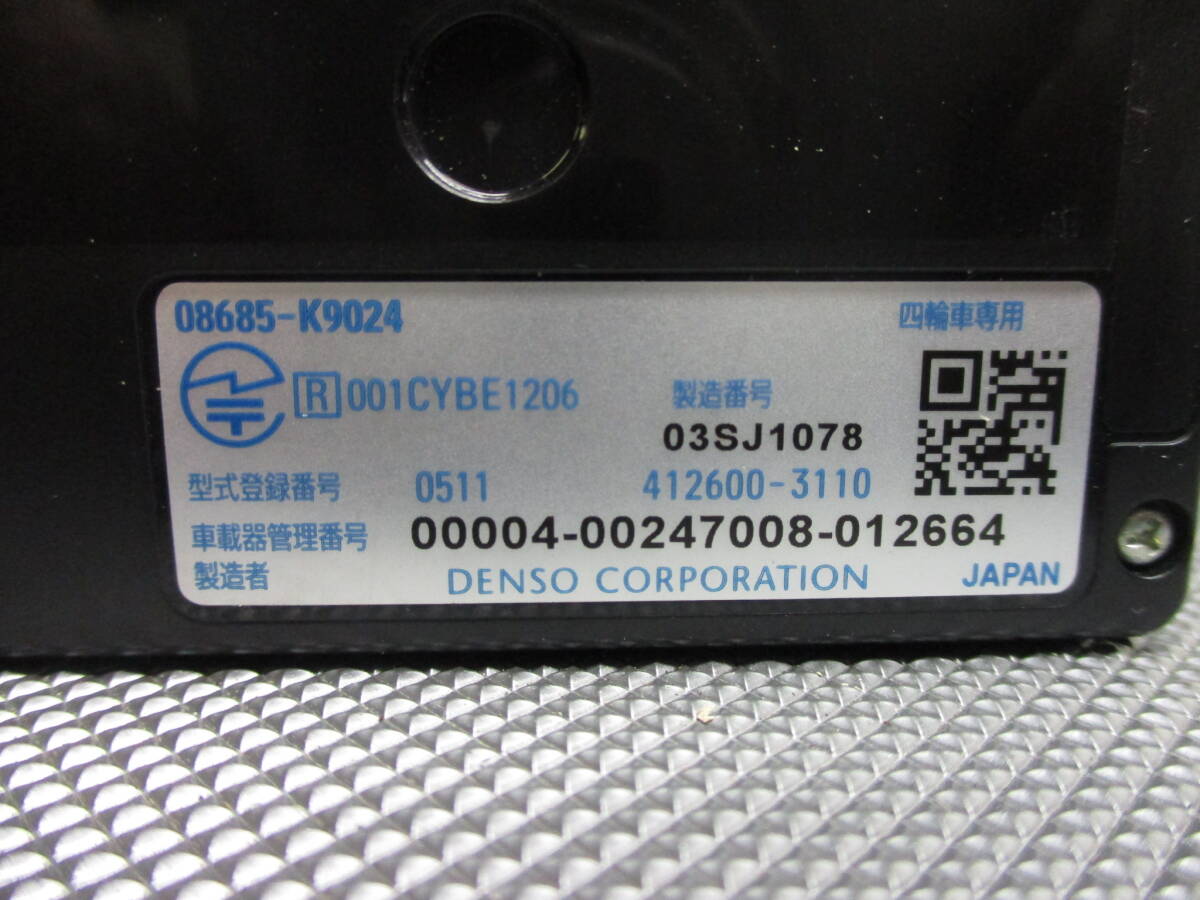 08685-K9024 四輪車専用
R 001CYBE1206 製造番号
03SJ1078
型式登録番号 0511 412600-3110
車載器管理番号 00004-00247008-012664
製造者 DENSO CORPORATION JAPAN